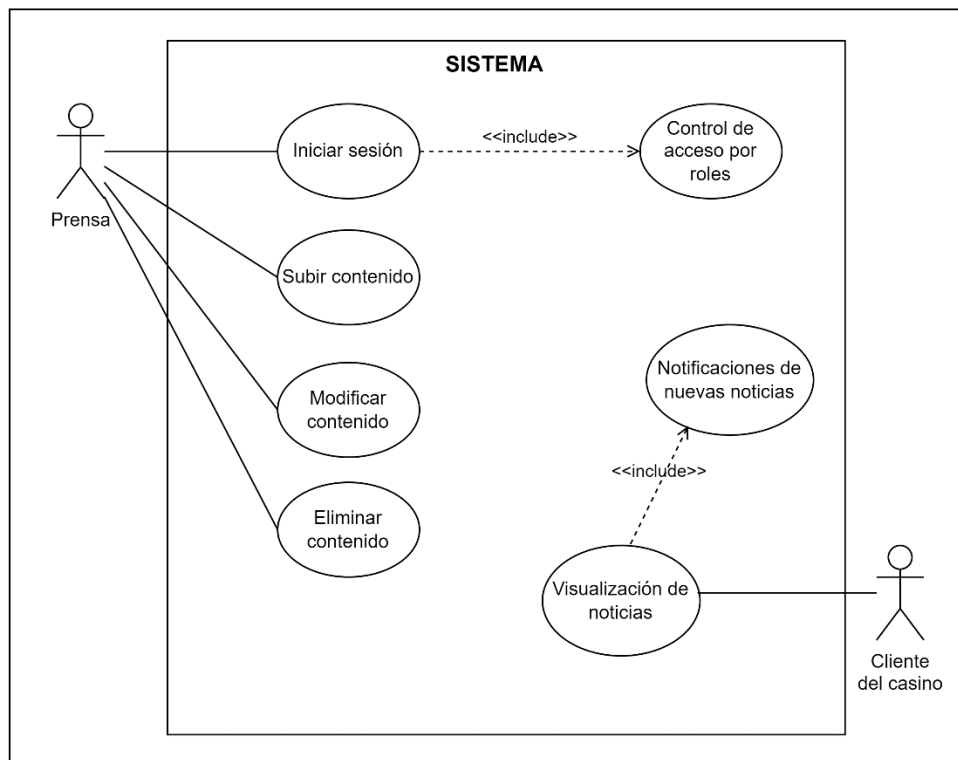 SISTEMA
Iniciar sesión
<<include>>
Control de
acceso por
roles
Prensa
Subir contenido
Notificaciones de
nuevas noticias
Modificar
contenido
<<include>>
Eliminar
contenido
Visualización de
noticias
Cliente
del casino